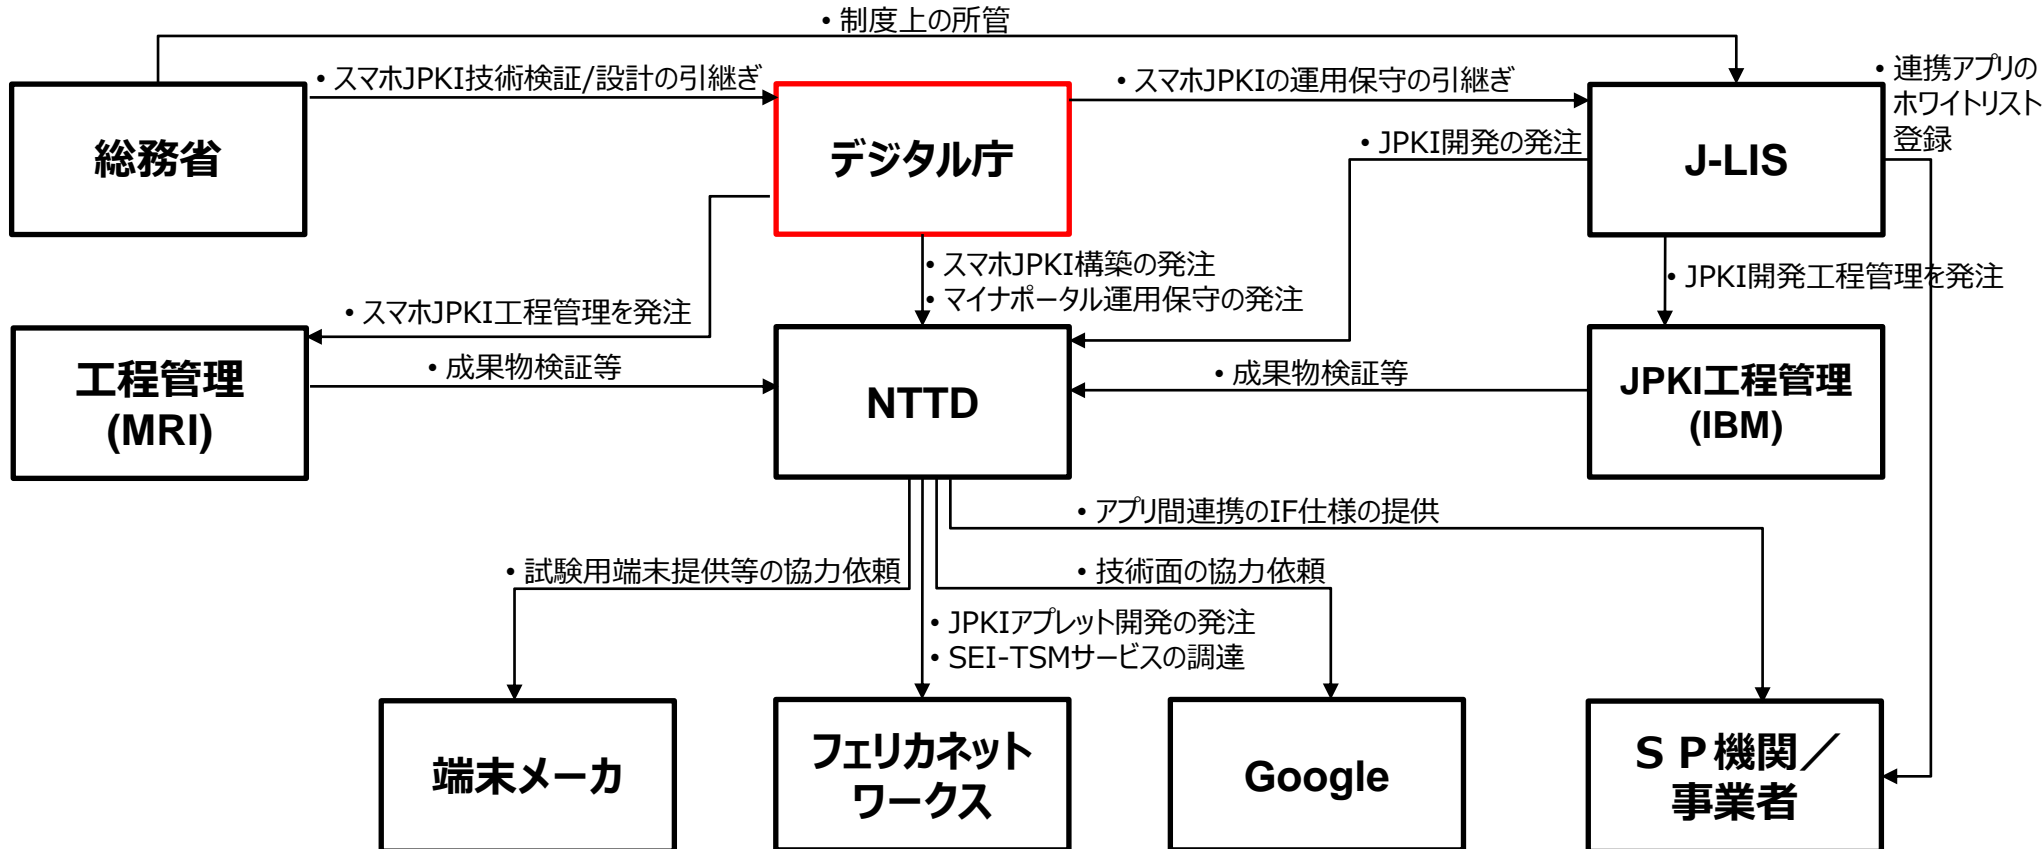 • 制度上の所管
• スマホJPKI技術検証/設計の引継ぎ
• スマホJPKIの運用保守の引継ぎ
• 連携アプリの
ホワイトリスト
登録
総務省
デジタル庁
• JPKI開発の発注
J-LIS
• スマホJPKI構築の発注
• マイナポータル運用保守の発注
• JPKI開発工程管理を発注
• スマホJPKI工程管理を発注
工程管理
(MRI)
• 成果物検証等
NTTD
• 成果物検証等
JPKI工程管理
(IBM)
• アプリ間連携のIF仕様の提供
• 試験用端末提供等の協力依頼
• 技術面の協力依頼
• JPKIアプレット開発の発注
• SEI-TSMサービスの調達
端末メーカ
フェリカネット
ワークス
Google
ＳＰ機関／
事業者